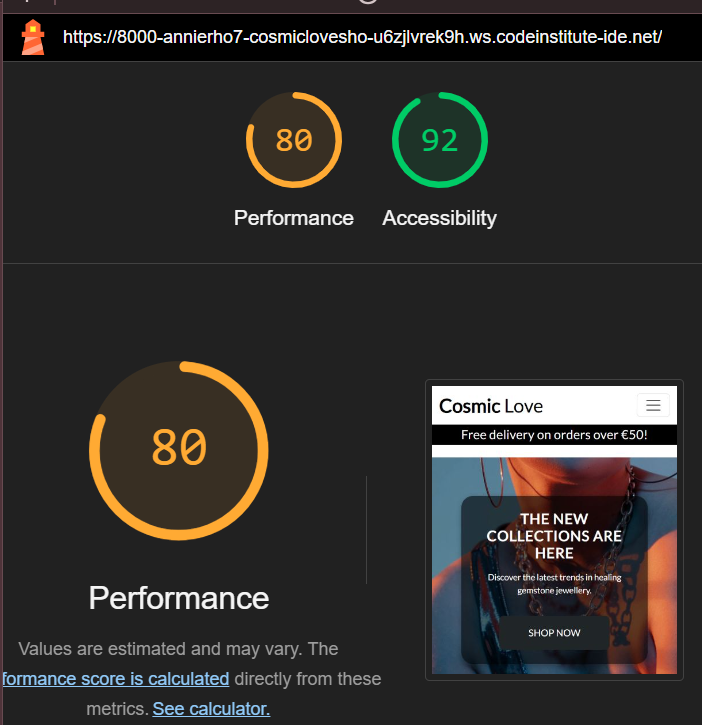 https://8000-annierho7-cosmiclovesho-u6zjlvrek9h.ws.codeinstitute-ide.net/
80
92
Performance
Accessibility
80
Performance
Values are estimated and may vary. The
formance score is calculated directly from these
metrics. See calculator.
Cosmic Love
Free delivery on orders over €50!
THE NEW
COLLECTIONS ARE
HERE
Discover the latest trends in healing
gemstone jewellery.
SHOP NOW